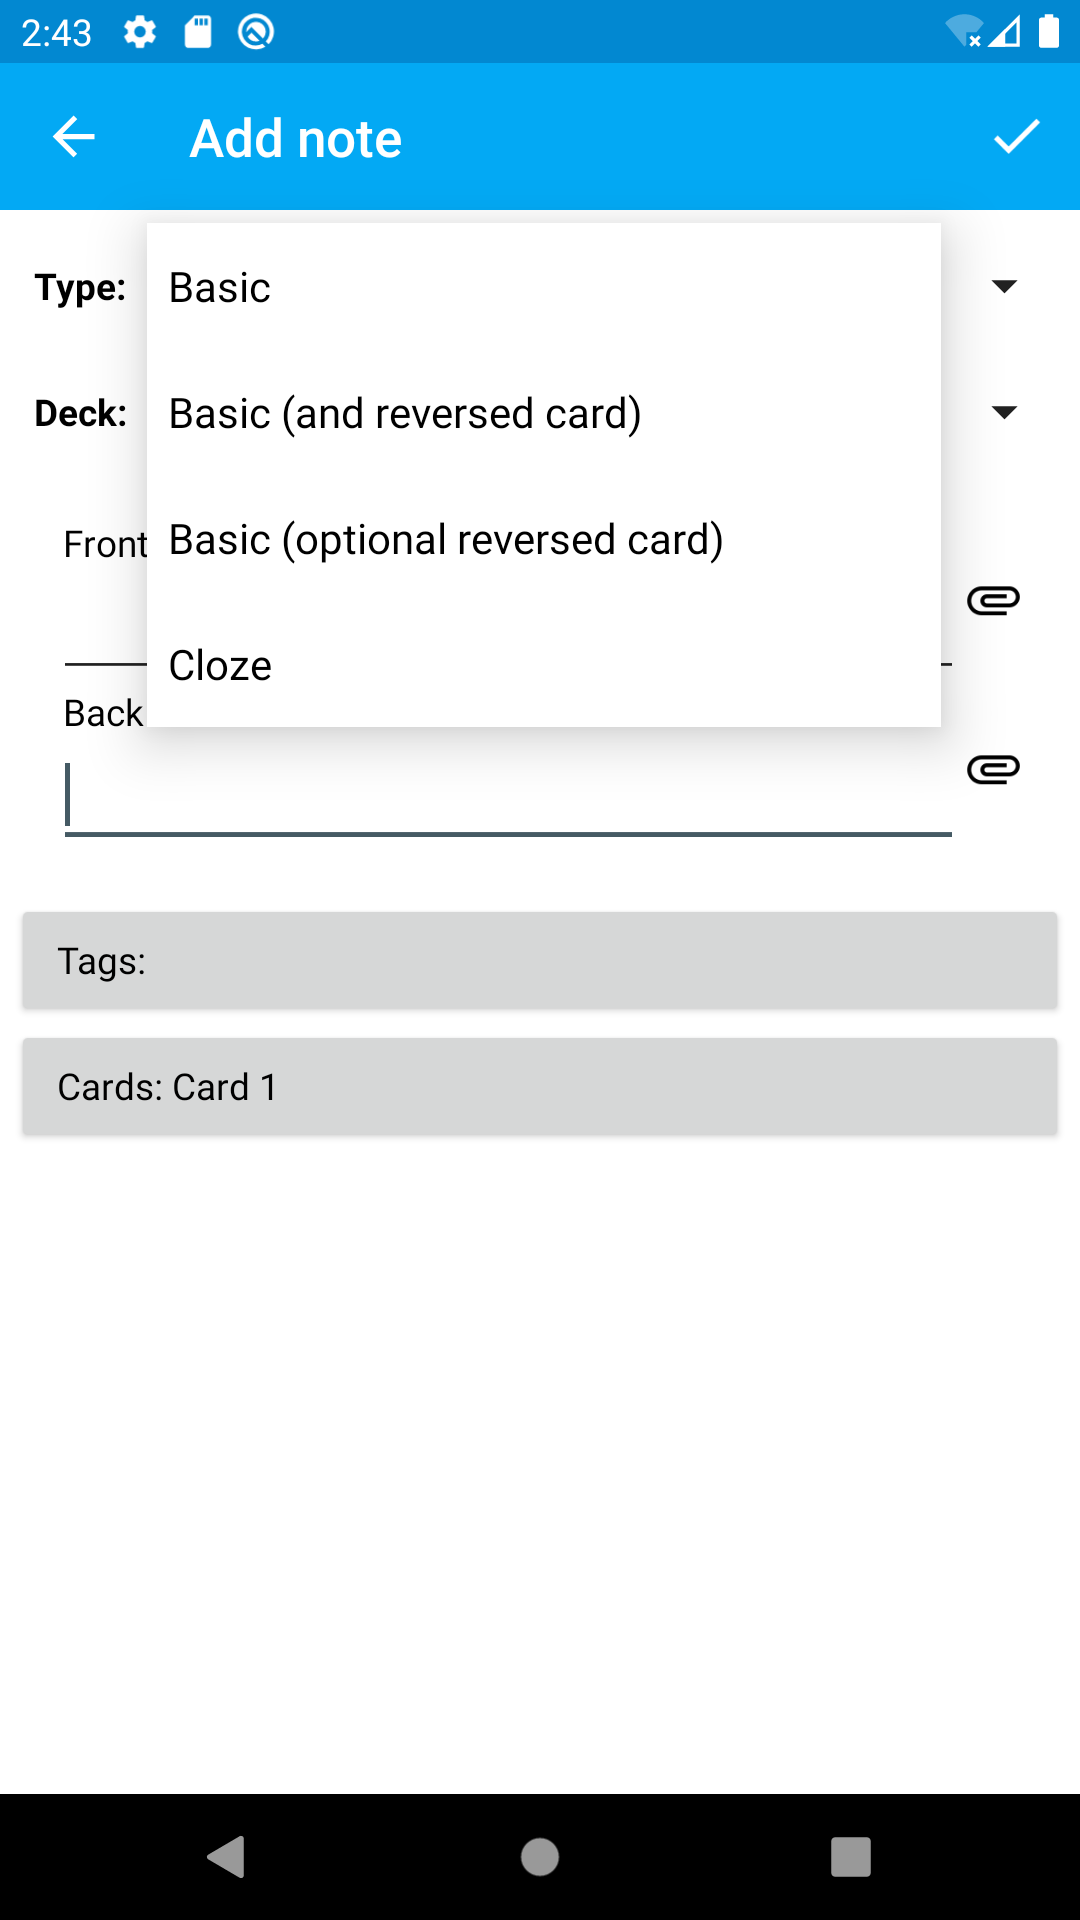 2:43
Add note
Type:
Basic
Deck:
Basic (and reversed card)
Front
Basic (optional reversed card)
Cloze
Back
Tags:
Cards: Card 1